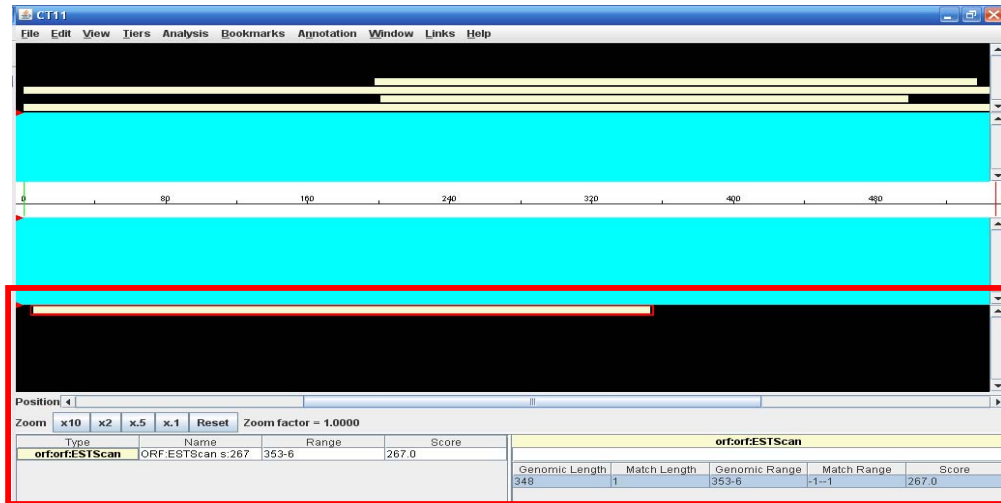 CT11
File Edit View Tiers Analysis Bookmarks Annotation Window Links Help
0 80 160 240 320 400 480
Position
Zoom x10 x2 x.5 x.1 Reset Zoom factor = 1.0000
Type Name Range Score
orf:orf:ESTScan ORF:ESTScan s:267 353-6 267.0
orf:orf:ESTScan
Genomic Length Match Length Genomic Range Match Range Score
348 1 353-6 -1--1 267.0